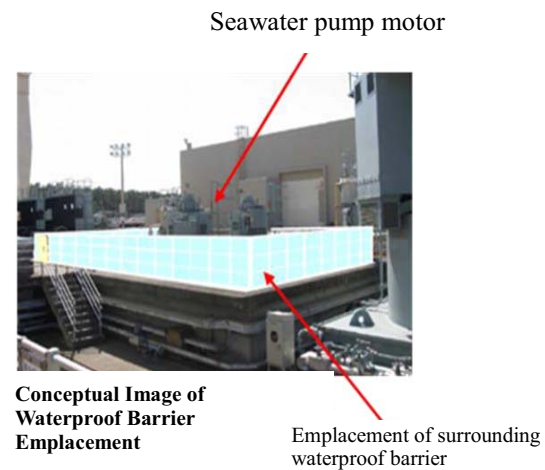 Seawater pump motor
Conceptual Image of
Waterproof Barrier
Emplacement
Emplacement of surrounding
waterproof barrier